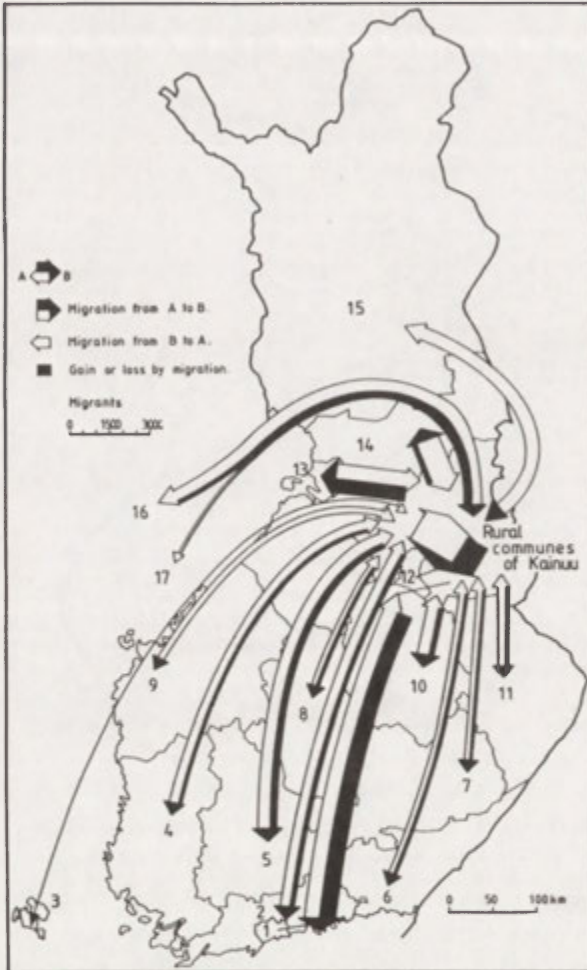 A B
Migration from A to B.
Migration from B to A.
Gain or loss by migration.
Migrants
0 1500 3000
15
14
13
16
17
Rural
communes
of Kainuu
12
9
8
10
11
7
4
5
6
3
2
1
0 50 100 km